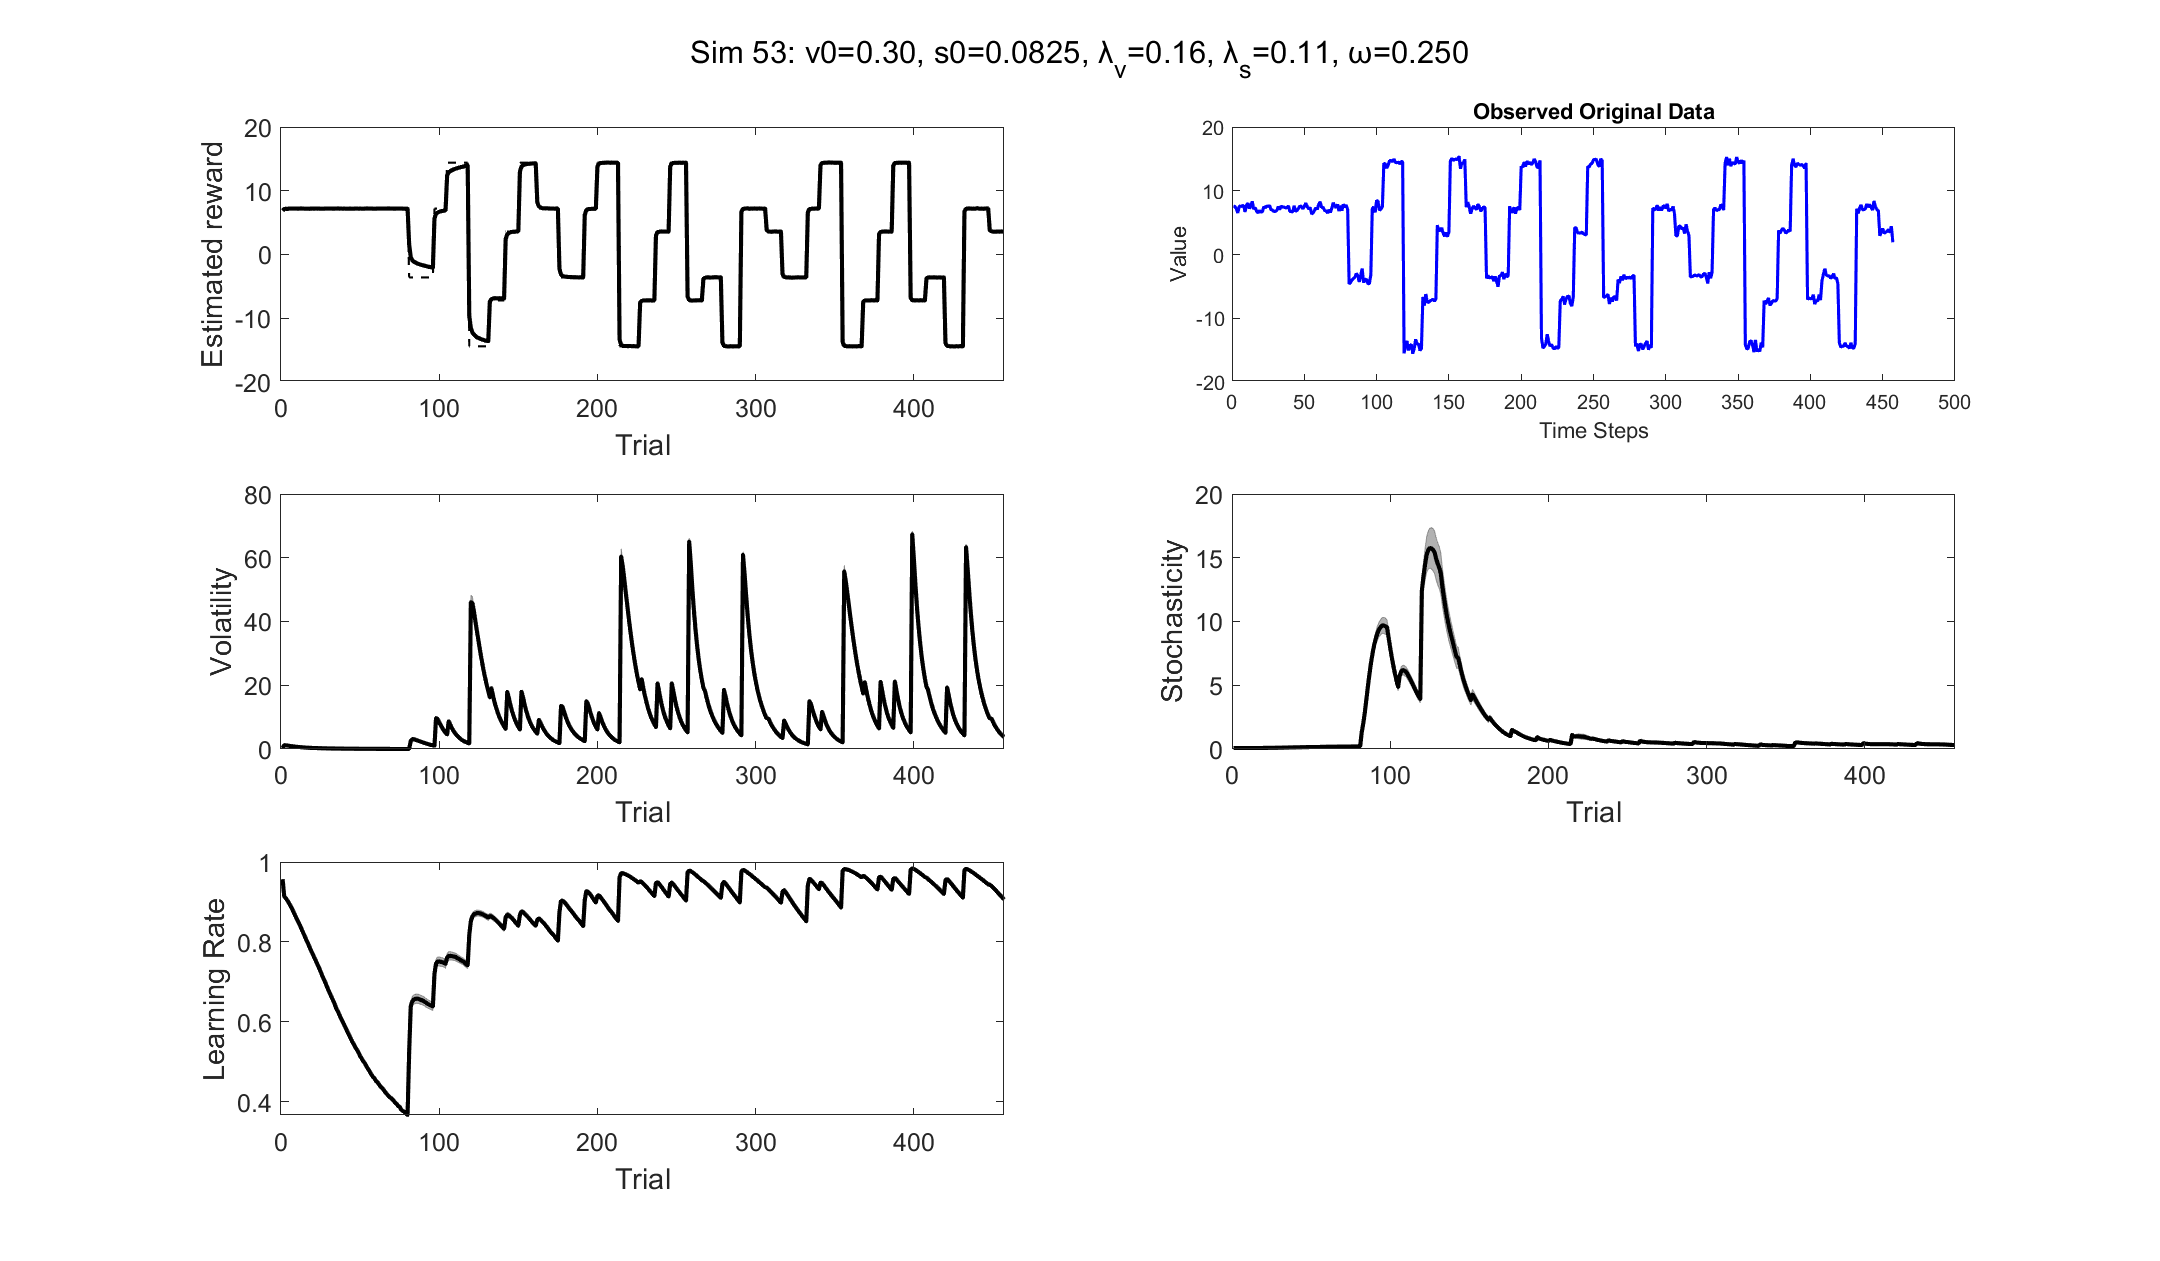 Sim 53: v0=0.30, s0=0.0825, λv=0.16, λs=0.11, ω=0.250
Estimated reward
20
10
0
-10
-20
0 100 200 300 400
Trial
Observed Original Data
Value
20
10
0
-10
-20
0 50 100 150 200 250 300 350 400 450 500
Time Steps
Volatility
80
60
40
20
0
0 100 200 300 400
Trial
Stochasticity
20
15
10
5
0
0 100 200 300 400
Trial
Learning Rate
1
0.8
0.6
0.4
0 100 200 300 400
Trial